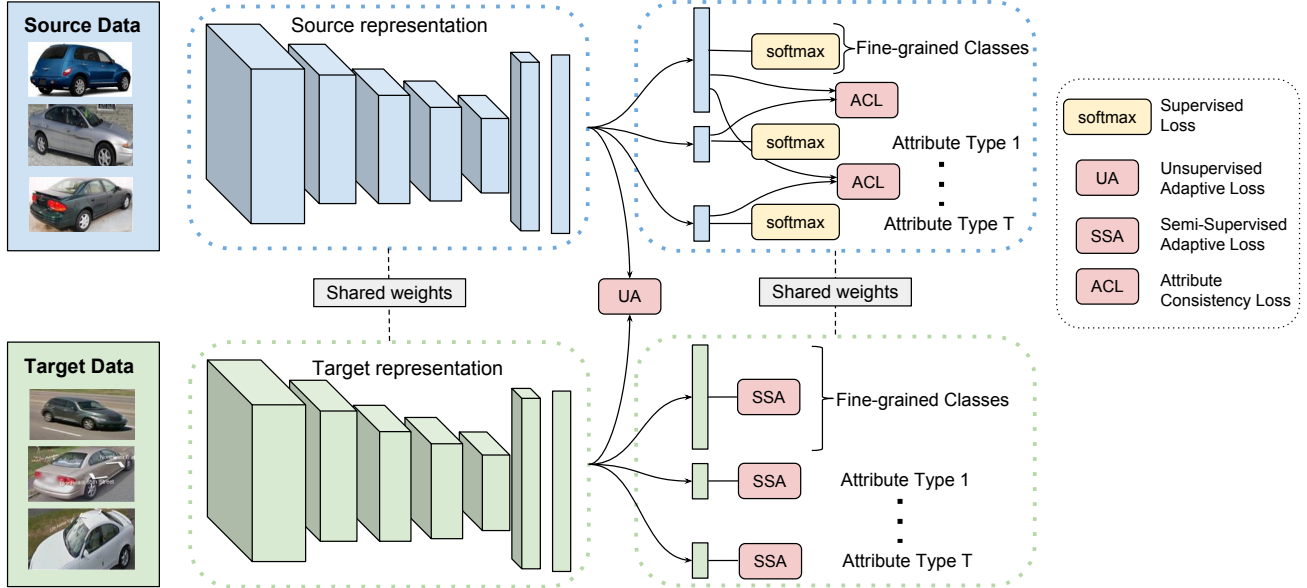 Source Data
Source representation
softmax
Fine-grained Classes
ACL
softmax
Attribute Type 1
ACL
softmax
Attribute Type T
Shared weights
UA
Shared weights
softmax
Supervised
Loss
UA
Unsupervised
Adaptive Loss
SSA
Semi-Supervised
Adaptive Loss
ACL
Attribute
Consistency Loss
Target Data
Target representation
SSA
Fine-grained Classes
SSA
Attribute Type 1
SSA
Attribute Type T